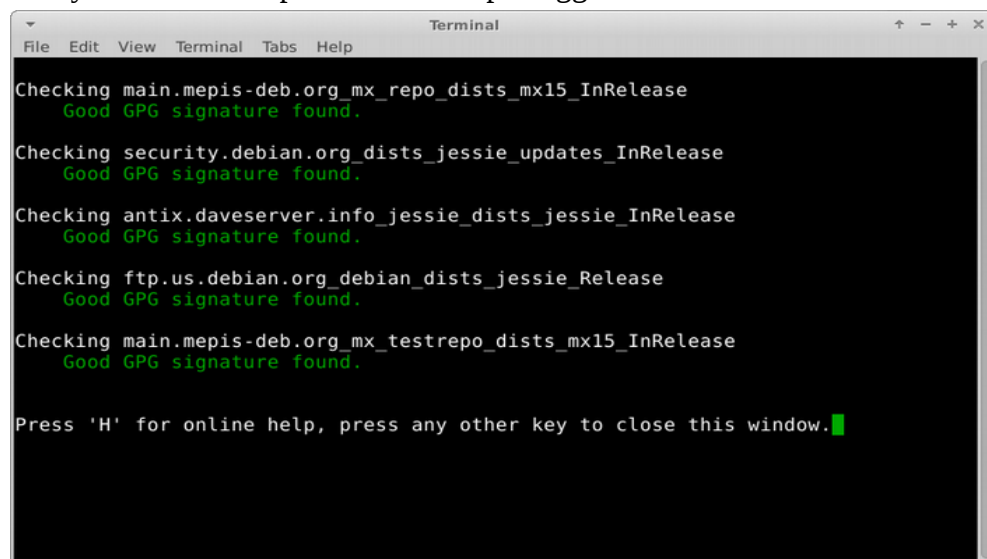 Terminal
File Edit View Terminal Tabs Help
Checking main.mepis-deb.org_mx_repo_dists_mx15_InRelease
Good GPG signature found.
Checking security.debian.org_dists_jessie_updates_InRelease
Good GPG signature found.
Checking antix.daveserver.info_jessie_dists_jessie_InRelease
Good GPG signature found.
Checking ftp.us.debian.org_debian_dists_jessie_Release
Good GPG signature found.
Checking main.mepis-deb.org_mx_testrepo_dists_mx15_InRelease
Good GPG signature found.
Press 'H' for online help, press any other key to close this window.